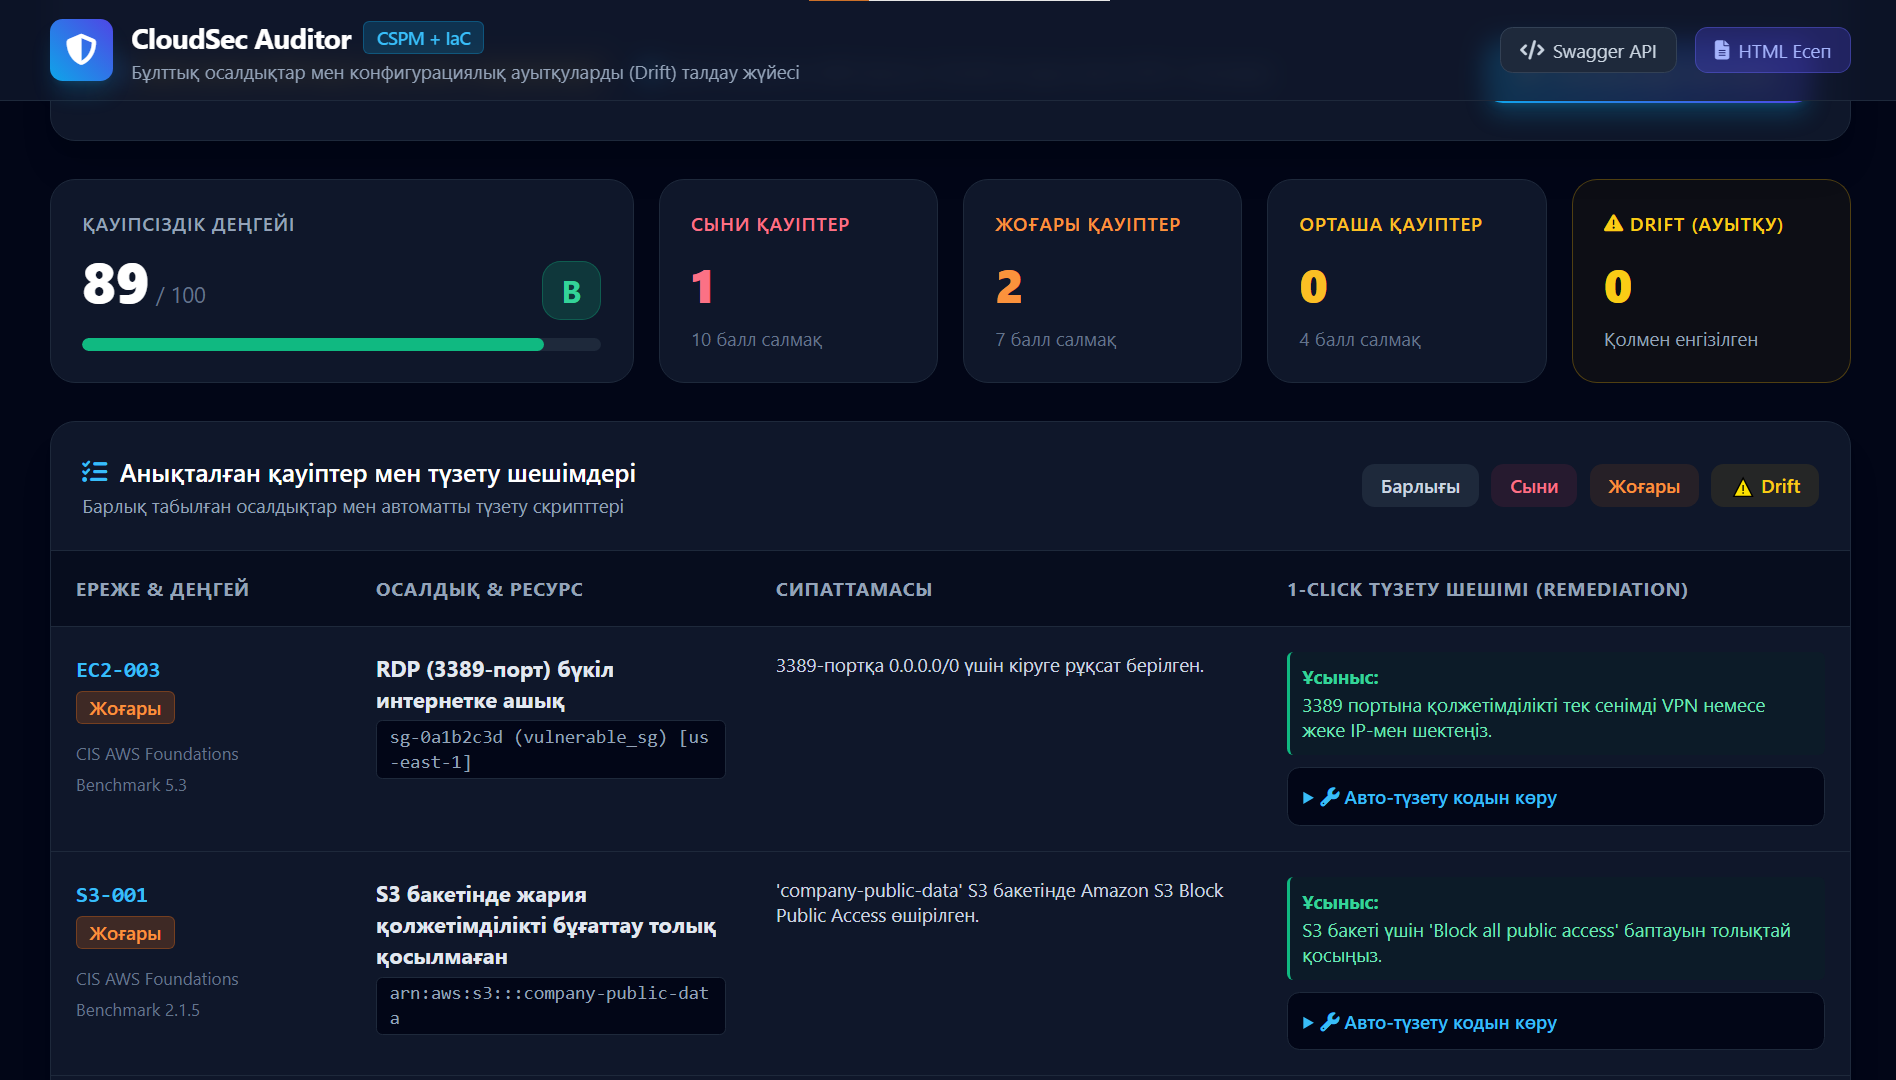 CloudSec Auditor
CSPM + IaC
Бұлттық осалдықтар мен конфигурациялық ауытқуларды (Drift) талдау жүйесі
Swagger API
HTML Есеп
ҚАУІПСІЗДІК ДЕҢГЕЙІ
89 / 100
B
СЫНИ ҚАУІПТЕР
1
10 балл салмақ
ЖОҒАРЫ ҚАУІПТЕР
2
7 балл салмақ
ОРТАША ҚАУІПТЕР
0
4 балл салмақ
DRIFT (АУЫТҚУ)
0
Қолмен енгізілген
Анықталған қауіптер мен түзету шешімдері
Барлық табылған осалдықтар мен автоматты түзету скрипттері
Барлығы
Сыни
Жоғары
Drift
ЕРЕЖЕ & ДЕҢГЕЙ
ОСАЛДЫҚ & РЕСУРС
СИПАТТАМАСЫ
1-CLICK ТҮЗЕТУ ШЕШІМІ (REMEDIATION)
EC2-003
Жоғары
CIS AWS Foundations
Benchmark 5.3
RDP (3389-порт) бүкіл
интернетке ашық
sg-0a1b2c3d (vulnerable_sg) [us
-east-1]
3389-портқа 0.0.0.0/0 үшін кіруге рұқсат берілген.
Ұсыныс:
3389 портына қолжетімділікті тек сенімді VPN немесе
жеке IP-мен шектеңіз.
Авто-түзету кодын көру
S3-001
Жоғары
CIS AWS Foundations
Benchmark 2.1.5
S3 бакетінде жария
қолжетімділікті бұғаттау толық
қосылмаған
arn:aws:s3:::company-public-dat
a
'company-public-data' S3 бакетінде Amazon S3 Block
Public Access өшірілген.
Ұсыныс:
S3 бакеті үшін 'Block all public access' баптауын толықтай
қосыңыз.
Авто-түзету кодын көру